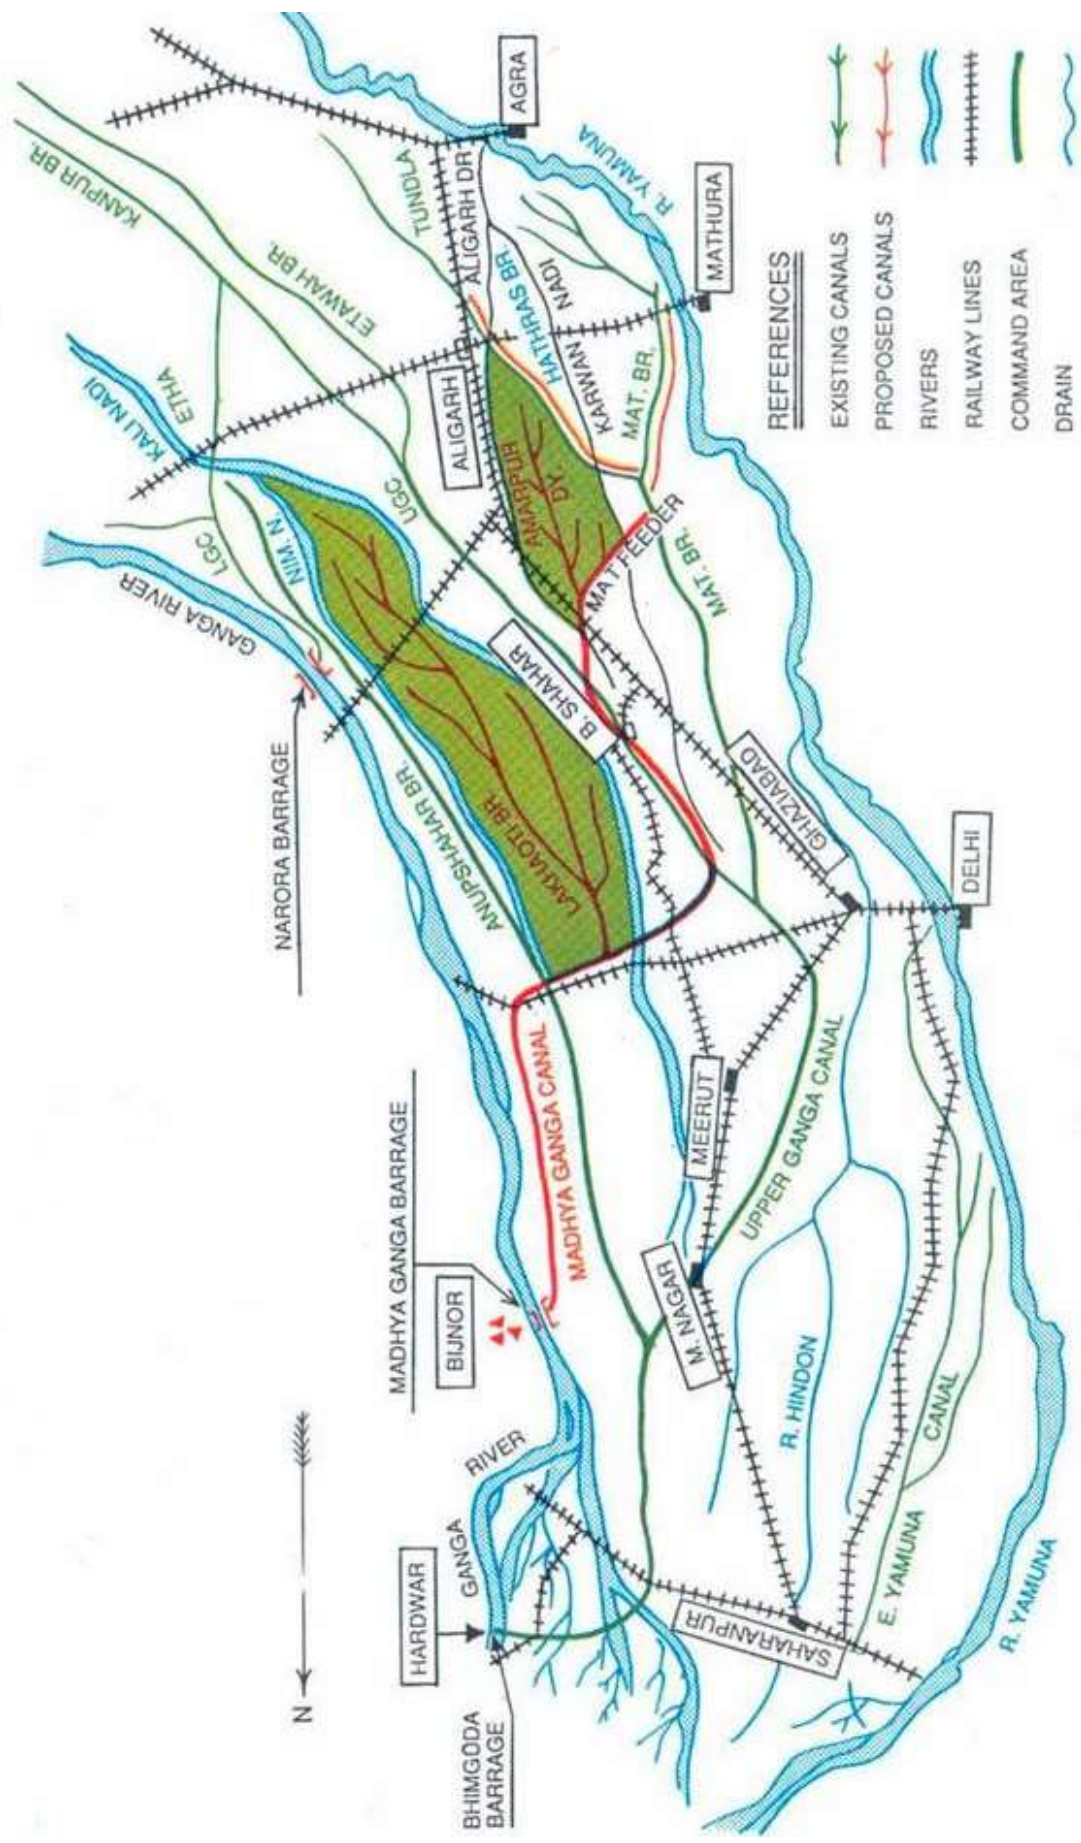 AGRA
KANPUR BR.
ETAWAH BR.
TUNDLA
ALIGARH DR
R. YAMUNA
MATHURA
HATHRAS BR.
KARWAN NADI
MAT. BR.
ALIGARH
ETHA
KALI NADI
LGC
NIM. N.
UGC
AMARPUR
DY.
MAT FEEDER
MAT. BR.
GANGA RIVER
NARORA BARRAGE
ANUPSHAHAR BR.
LAKHAOTI BR.
B. SHAHAR
GHAZIABAD
DELHI
MADHYA GANGA BARRAGE
BIJNOR
MADHYA GANGA CANAL
MEERUT
UPPER GANGA CANAL
M. NAGAR
R. HINDON
E. YAMUNA CANAL
R. YAMUNA
SAHARANPUR
GANGA RIVER
HARDWAR
BHIMGODA
BARRAGE
N
REFERENCES
EXISTING CANALS
PROPOSED CANALS
RIVERS
RAILWAY LINES
COMMAND AREA
DRAIN